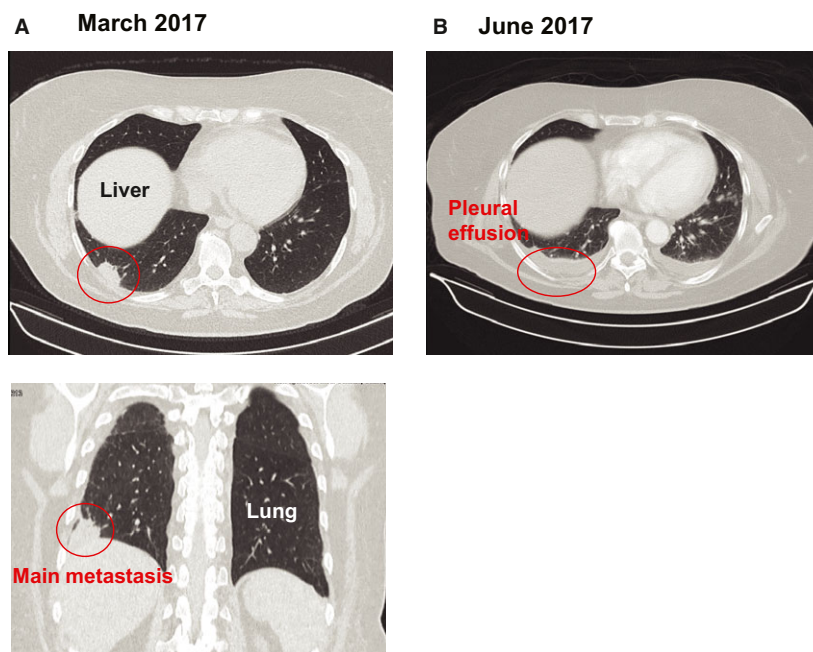 A March 2017
B June 2017
Liver
Pleural
effusion
Lung
Main metastasis